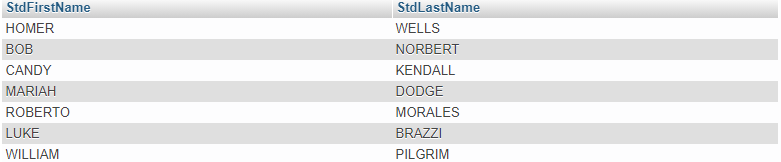 StdFirstName StdLastName
HOMER WELLS
BOB NORBERT
CANDY KENDALL
MARIAH DODGE
ROBERTO MORALES
LUKE BRAZZI
WILLIAM PILGRIM